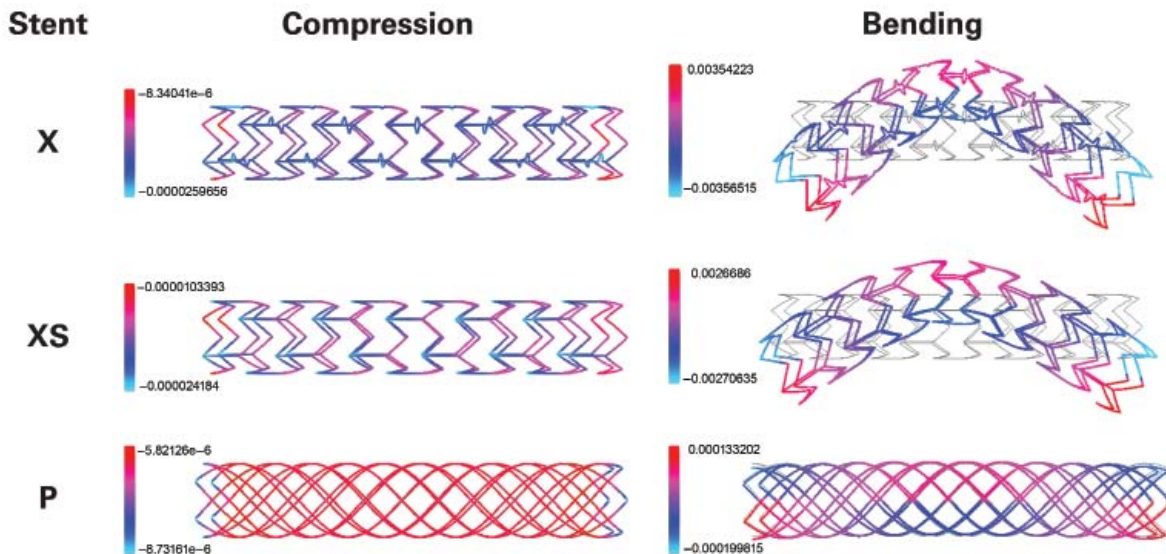 Stent Compression Bending
X
−8.34041e−6
−0.0000259656
0.00354223
−0.00356515
XS
−0.0000103393
−0.000024184
0.0026686
−0.00270635
P
−5.82126e−6
−8.73161e−6
0.000133202
−0.000199815